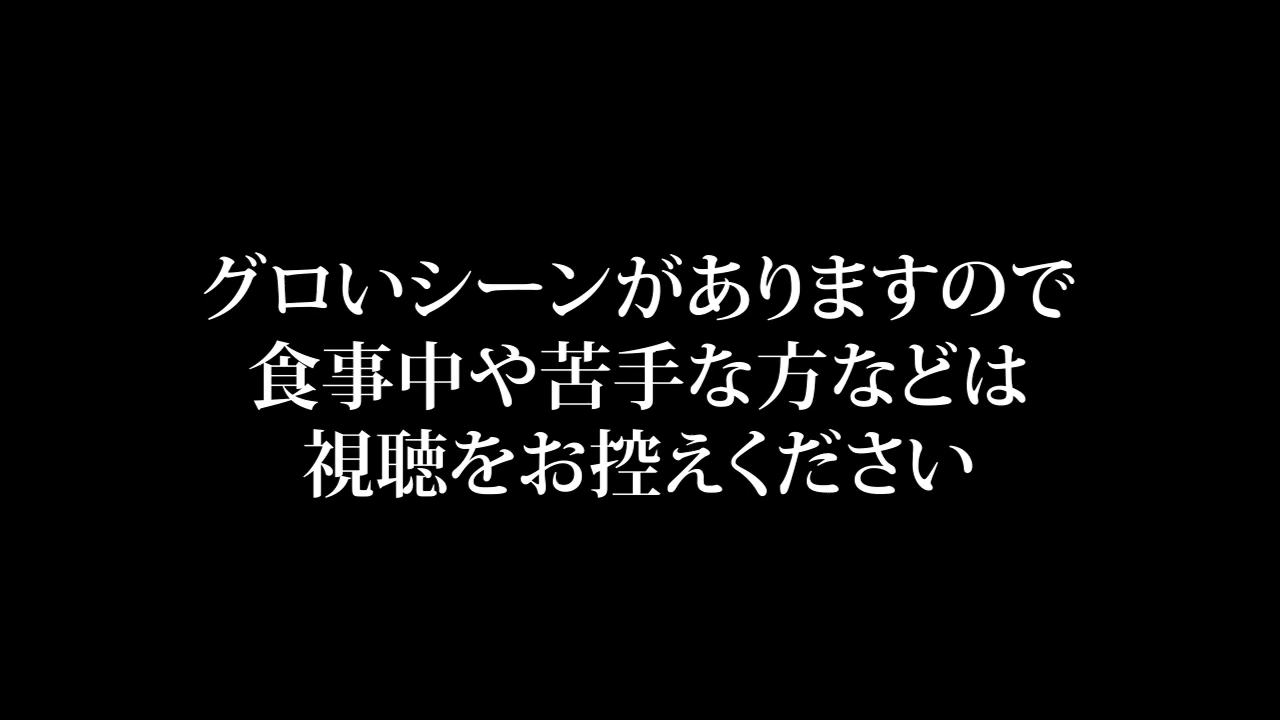 グロいシーンがありますので
食事中や苦手な方などは
視聴をお控えください